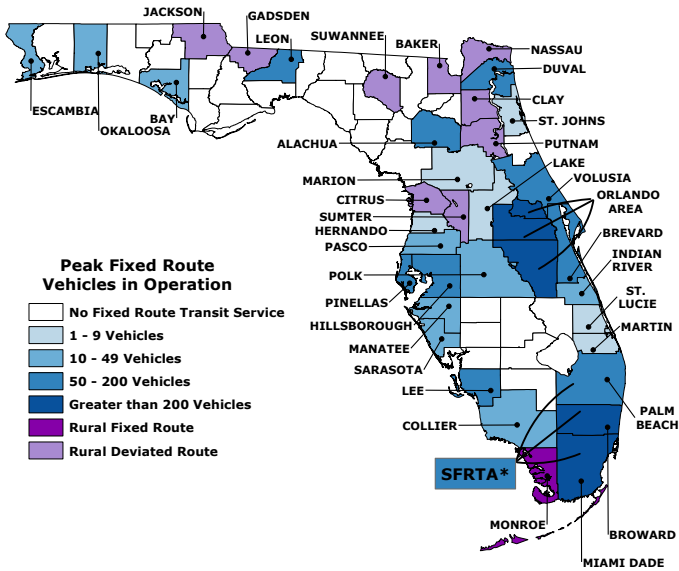 JACKSON
GADSDEN
LEON
SUWANNEE
BAKER
NASSAU
DUVAL
CLAY
ST. JOHNS
PUTNAM
ESCAMBIA
OKALOOSA
BAY
ALACHUA
LAKE
MARION
VOLUSIA
CITRUS
ORLANDO
AREA
SUMTER
HERNANDO
BREVARD
PASCO
INDIAN
RIVER
POLK
ST.
LUCIE
PINELLAS
HILLSBOROUGH
MARTIN
MANATEE
SARASOTA
LEE
PALM
BEACH
COLLIER
SFRTA*
MONROE
BROWARD
MIAMI DADE
Peak Fixed Route
Vehicles in Operation
No Fixed Route Transit Service
1 - 9 Vehicles
10 - 49 Vehicles
50 - 200 Vehicles
Greater than 200 Vehicles
Rural Fixed Route
Rural Deviated Route